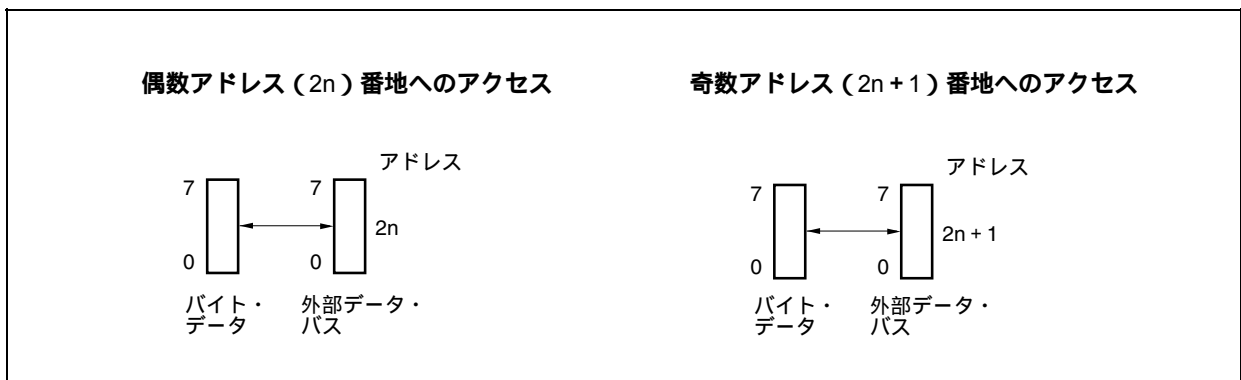 偶数アドレス（2n）番地へのアクセス
アドレス
7
7
2n
0
0
バイト・
データ
外部データ・
バス
奇数アドレス（2n＋1）番地へのアクセス
アドレス
7
7
2n＋1
0
0
バイト・
データ
外部データ・
バス